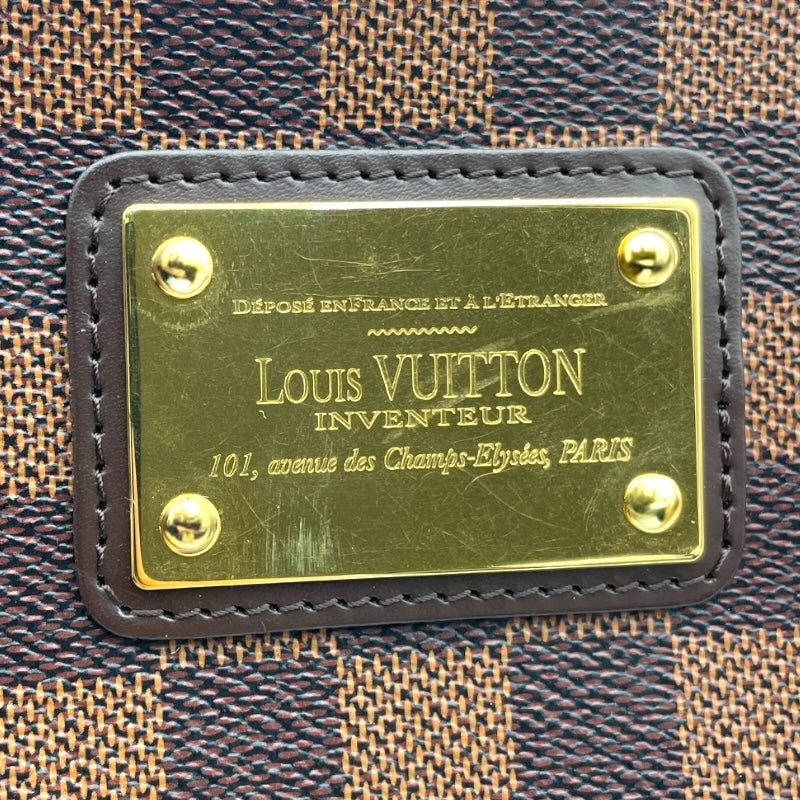 DÉPOSÉ EN FRANCE ET À L'ETRANGER
LOUIS VUITTON
INVENTEUR
101, avenue des Champs-Elysées, PARIS